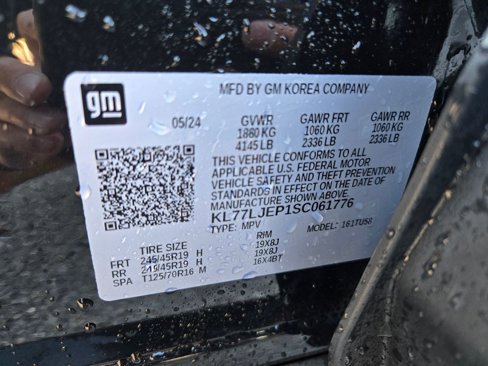 gm
MFD BY GM KOREA COMPANY
05/24 GVWR GAWR FRT GAWR RR
1860 KG 1060 KG 1060 KG
4145 LB 2336 LB 2336 LB
THIS VEHICLE CONFORMS TO ALL
APPLICABLE U.S. FEDERAL MOTOR
VEHICLE SAFETY AND THEFT PREVENTION
STANDARDS IN EFFECT ON THE DATE OF
MANUFACTURE SHOWN ABOVE.
KL77LJEP1SC061776
TYPE: MPV MODEL: 161TU58
TIRE SIZE RIM
FRT 245/45R19 H 19X8J
RR 245/45R19 H 19X8J
SPA T125/70R16 M 16X4BT